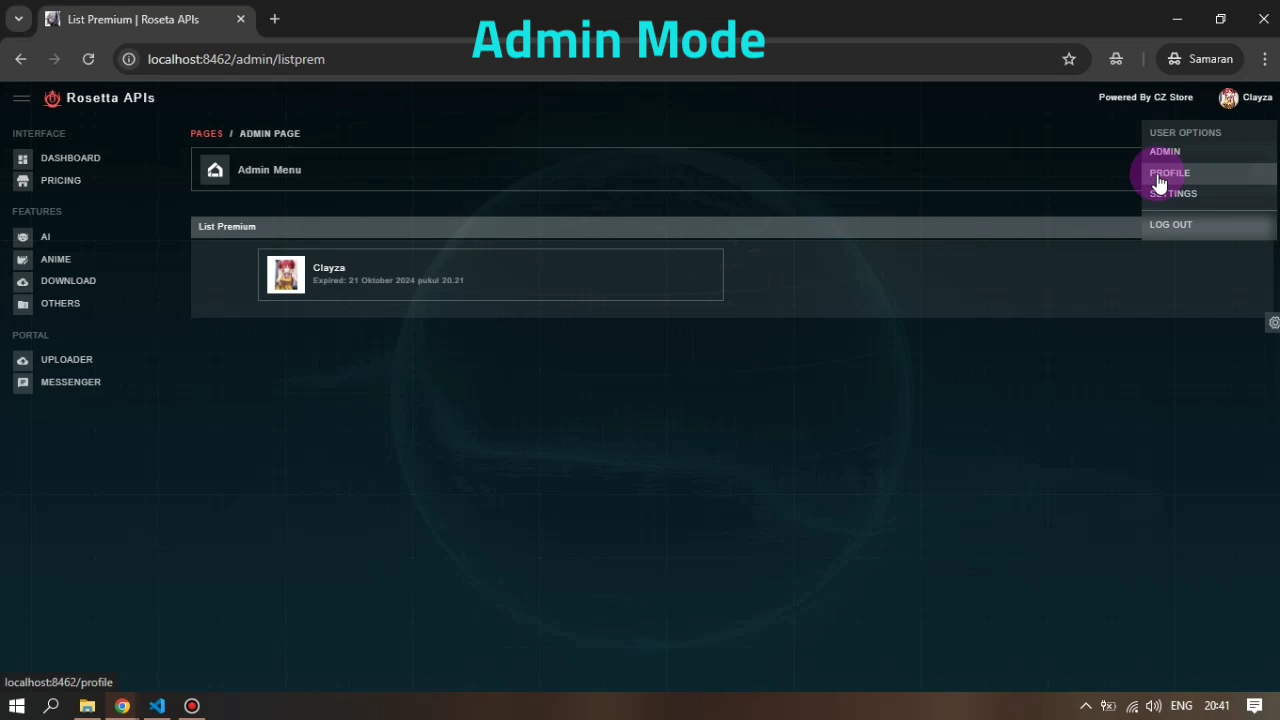 List Premium | Roseta APIs
Admin Mode
localhost:8462/admin/listprem
Samaran
Rosetta APIs
Powered By CZ Store
Clayza
INTERFACE
DASHBOARD
PRICING
FEATURES
AI
ANIME
DOWNLOAD
OTHERS
PORTAL
UPLOADER
MESSENGER
PAGES / ADMIN PAGE
Admin Menu
USER OPTIONS
ADMIN
PROFILE
SETTINGS
LOG OUT
List Premium
Clayza
Expired: 21 Oktober 2024 pukul 20.21
localhost:8462/profile
ENG
20:41